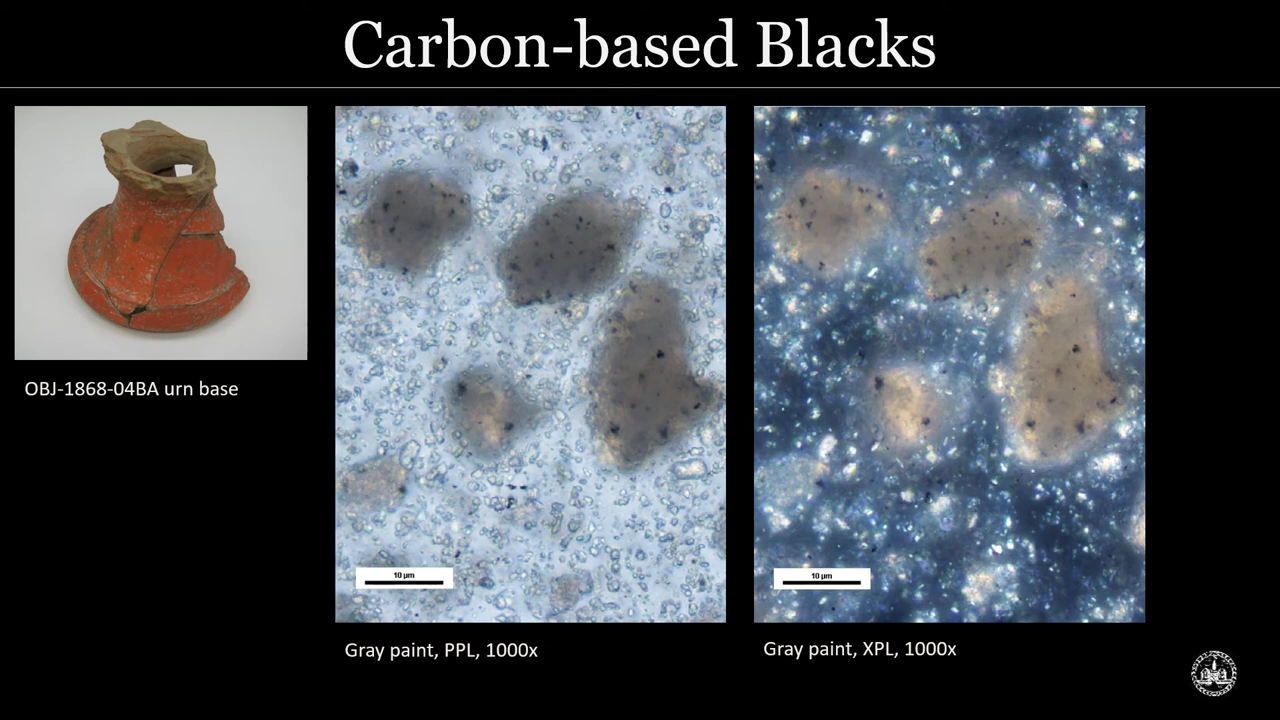 Carbon-based Blacks
OBJ-1868-04BA urn base
10 µm
10 µm
Gray paint, PPL, 1000x
Gray paint, XPL, 1000x